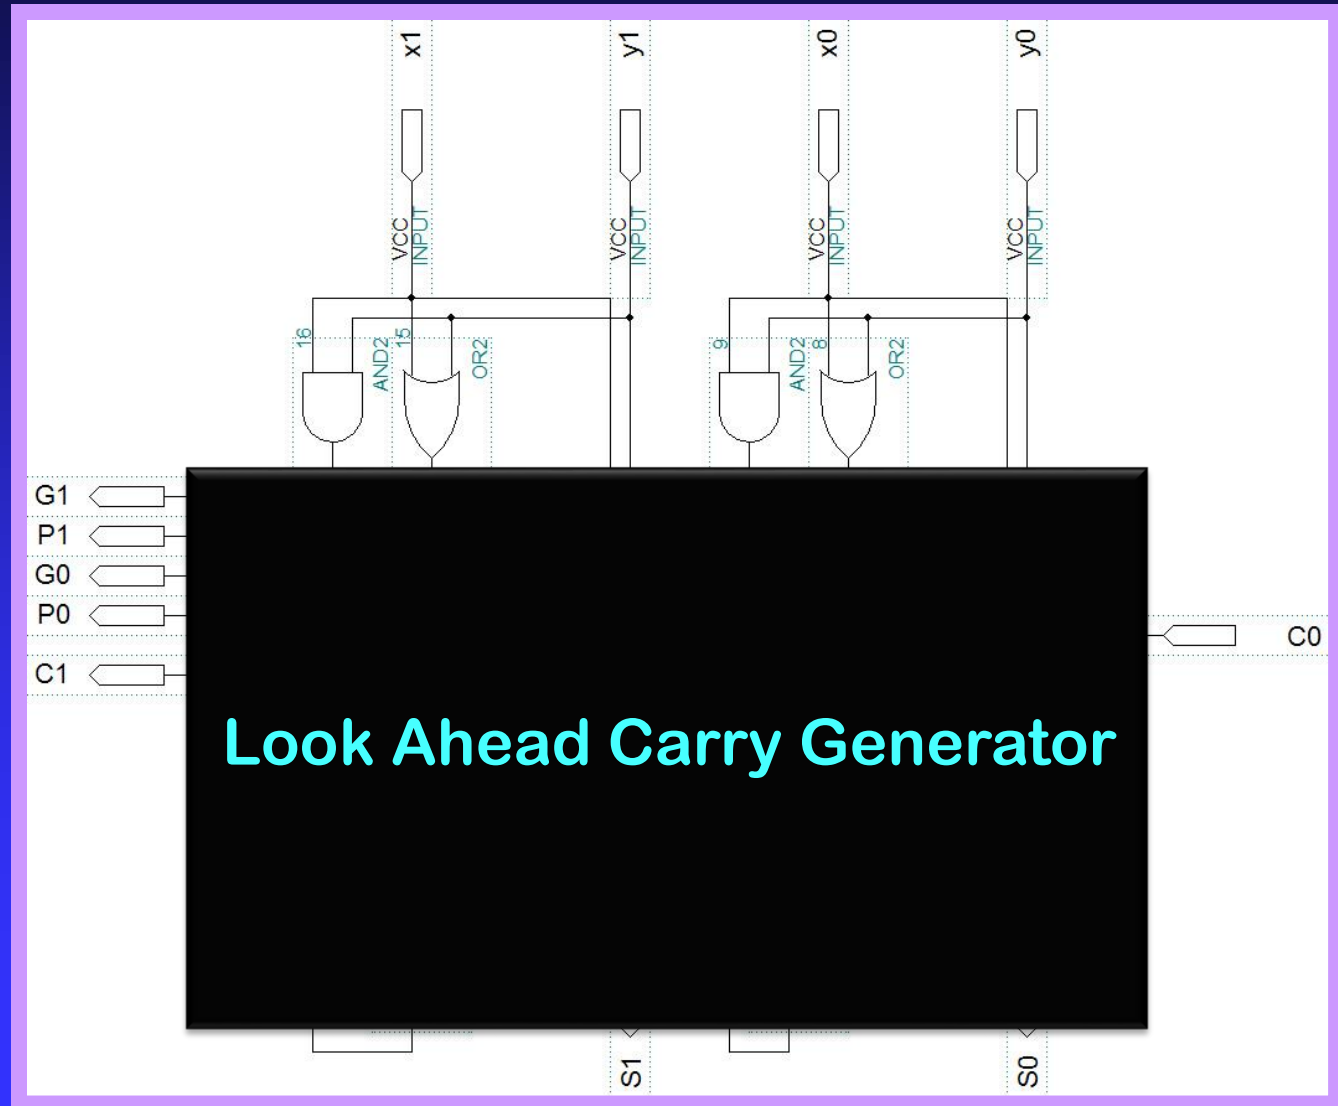 x1
y1
x0
y0
VCC
INPUT
VCC
INPUT
VCC
INPUT
VCC
INPUT
16
AND2
15
OR2
9
AND2
8
OR2
G1
P1
G0
P0
C1
C0
Look Ahead Carry Generator
S1
S0